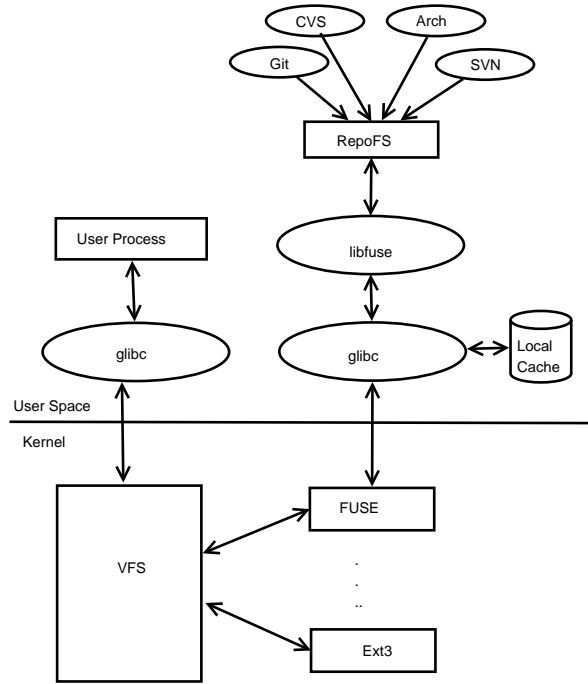 CVS
Arch
Git
SVN
RepoFS
User Process
libfuse
glibc
glibc
Local
Cache
User Space
Kernel
FUSE
VFS
.
.
..
Ext3